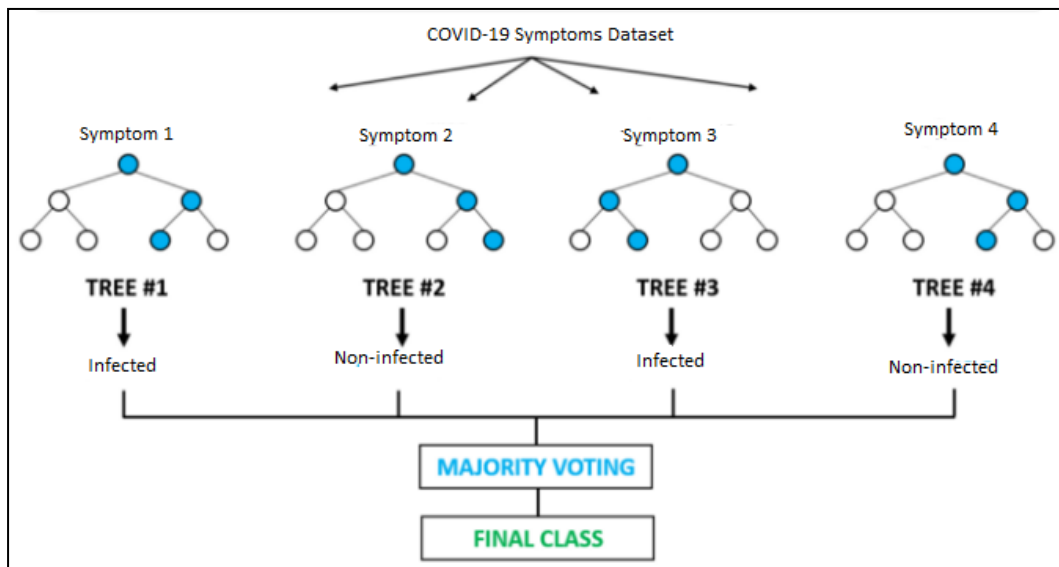 COVID-19 Symptoms Dataset
Symptom 1
Symptom 2
Symptom 3
Symptom 4
TREE #1
TREE #2
TREE #3
TREE #4
Infected
Non-infected
Infected
Non-infected
MAJORITY VOTING
FINAL CLASS